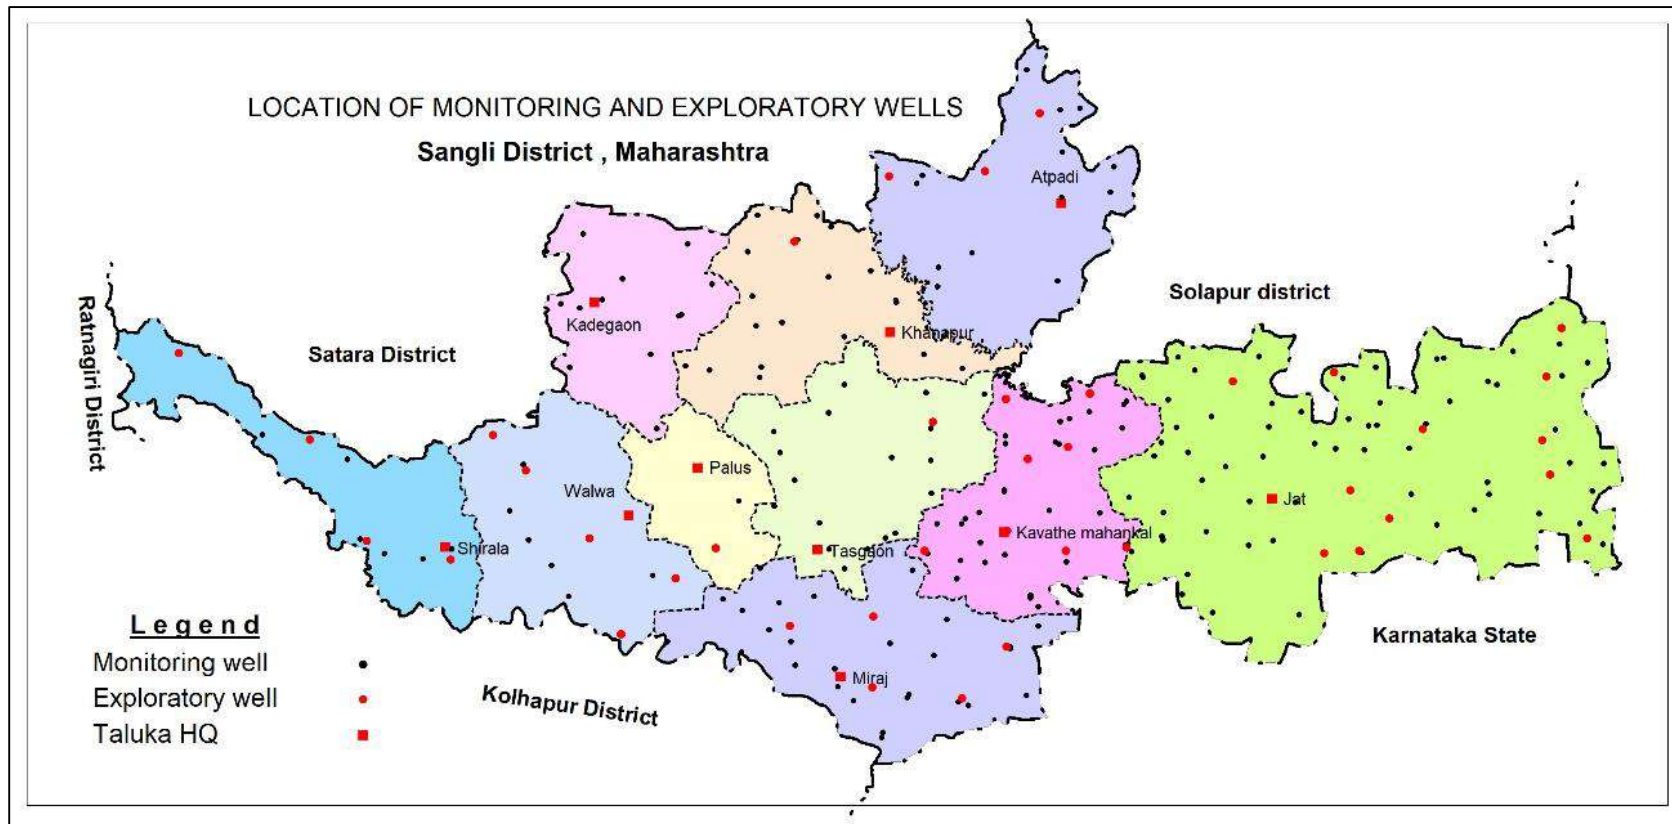 LOCATION OF MONITORING AND EXPLORATORY WELLS
Sangli District , Maharashtra
Atpadi
Solapur district
Ratnagiri District
Satara District
Kadegaon
Khanapur
Palus
Walwa
Jat
Shirala
Tasgaon
Kavathe mahankal
Karnataka State
Miraj
Kolhapur District
Legend
Monitoring well
Exploratory well
Taluka HQ